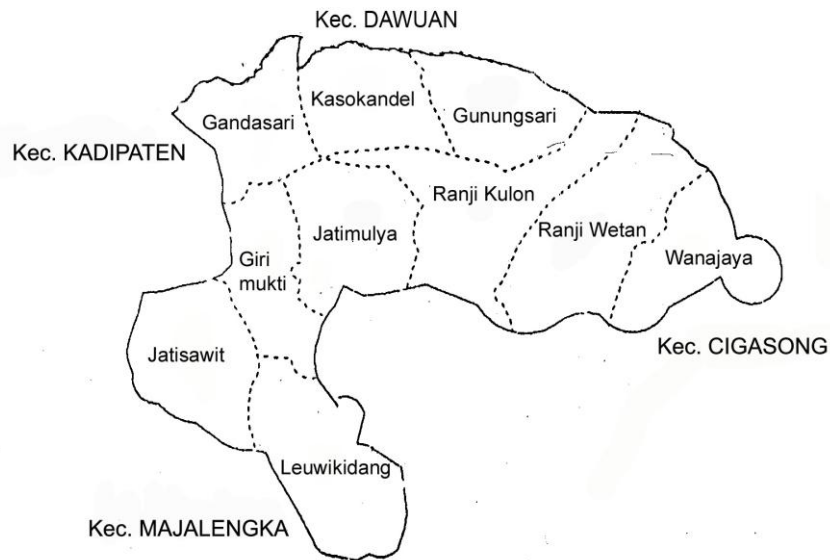 Kec. DAWUAN
Kasokandel
Gunungsari
Gandasari
Kec. KADIPATEN
Ranji Kulon
Jatimulya
Ranji Wetan
Giri
mukti
Wanajaya
Kec. CIGASONG
Jatisawit
Leuwikidang
Kec. MAJALENGKA